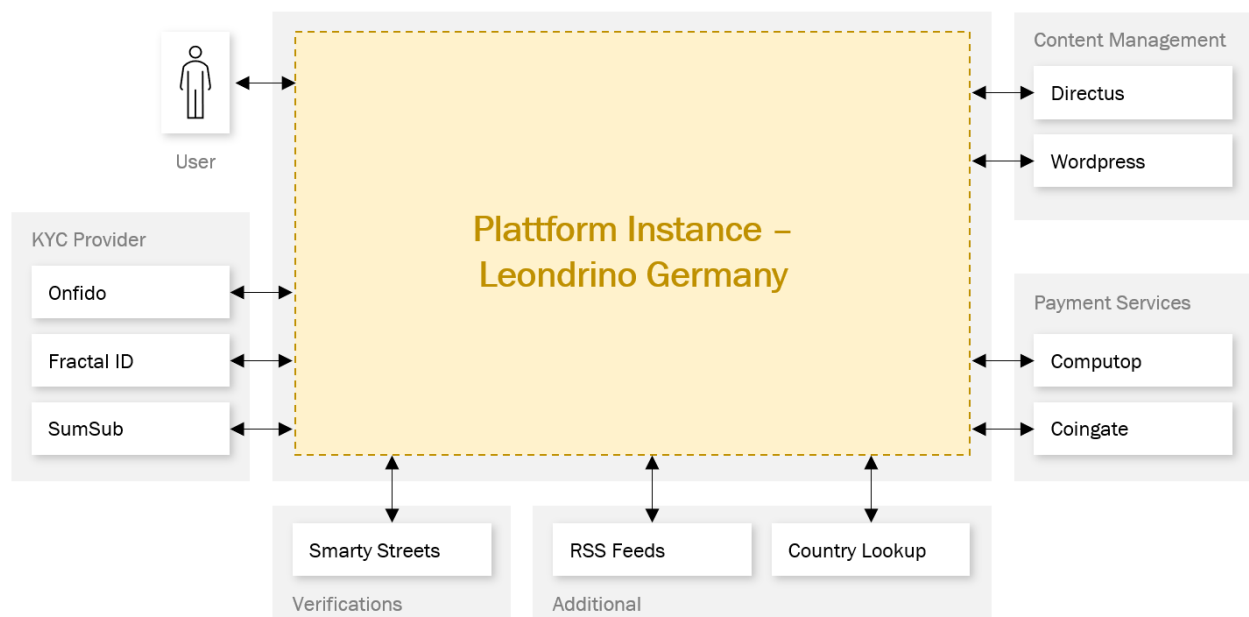 User
KYC Provider
Onfido
Fractal ID
SumSub
Plattform Instance –
Leondrino Germany
Content Management
Directus
Wordpress
Payment Services
Computop
Coingate
Smarty Streets
Verifications
RSS Feeds
Country Lookup
Additional